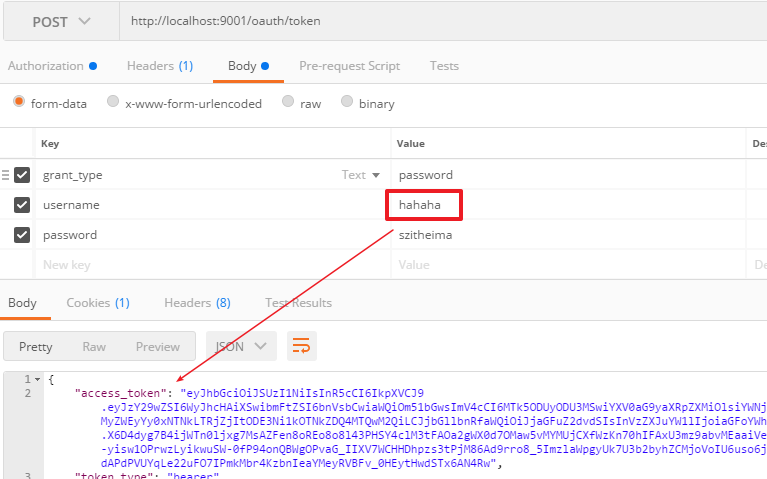 POST http://localhost:9001/oauth/token
Authorization Headers (1) Body Pre-request Script Tests
form-data x-www-form-urlencoded raw binary
Key Value Des
grant_type Text password
username hahaha
password szitheima
New key Value De
Body Cookies (1) Headers (8) Test Results
Pretty Raw Preview JSON
1 {
2 "access_token": "eyJhbGciOiJSUzI1NiIsInR5cCI6IkpXVCJ9
.eyJzY29wZSI6WyJhcHAiXSwibmFtZSI6bnVsbCwiaWQiOm51bGwsImV4cCI6MTk5ODUyODU3MSwiYXV0aG9yaXRpZXMiOlsiYWNj
MyZWEyYy0xNTNkLTRjZjItODE3Ni1kOTNkZDQ4MTQwM2QiLCJjbGllbnRfaWQiOiJjaGFuZ2dvdSIsInVzZXJuYW1lIjoiaGFoYWh
.X6D4dyg7B4ijWTn0ljxg7MsAZFen8oREo8o8l43PHSY4clM3tFAOa2gWX0d7OMaw5vMYMUjCXfWzKn70hIFAxU3mz9abvMEaaiVe
-yisw1OPrwzLyikwuSW-0fP94onQBWgOPvaG_IIXV7WCHHDhpzs3tPjM86Ad9rro8_5ImzlaWpgyUk7U3b2byhZCMjoVoIU6uso6j
dAPdPVUYqLe22uFO7IPmkMbr4KzbnIeaYMeyRVBFv_0HEytHwdSTx6AN4Rw",
3 "token_type": "bearer"